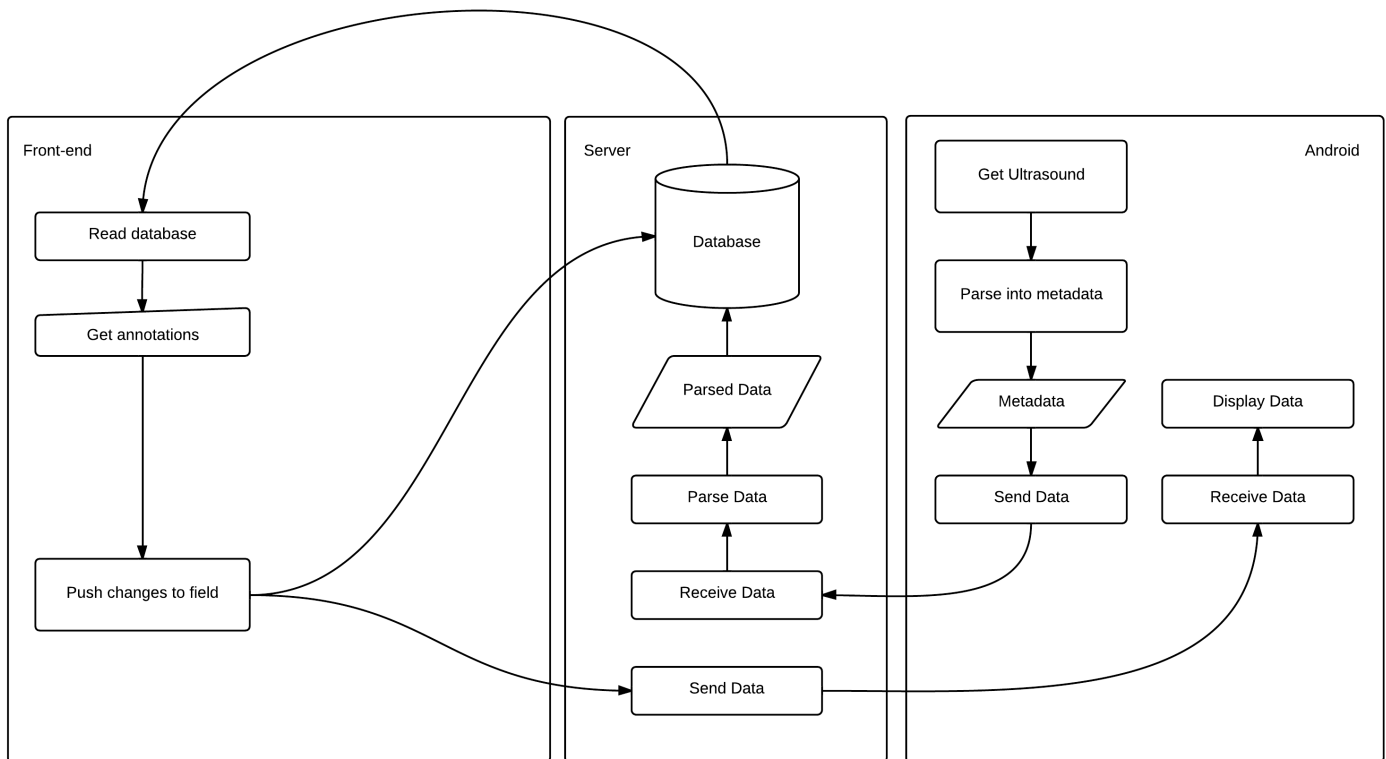 Front-end
Read database
Get annotations
Push changes to field
Server
Database
Parsed Data
Parse Data
Receive Data
Send Data
Android
Get Ultrasound
Parse into metadata
Metadata
Send Data
Display Data
Receive Data